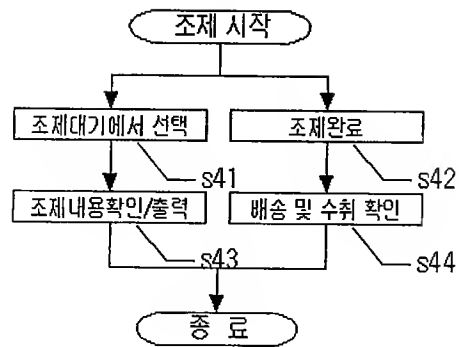 조제 시작
조제대기에서 선택
조제완료
s41
s42
조제내용확인/출력
배송 및 수취 확인
s43
s44
종 료